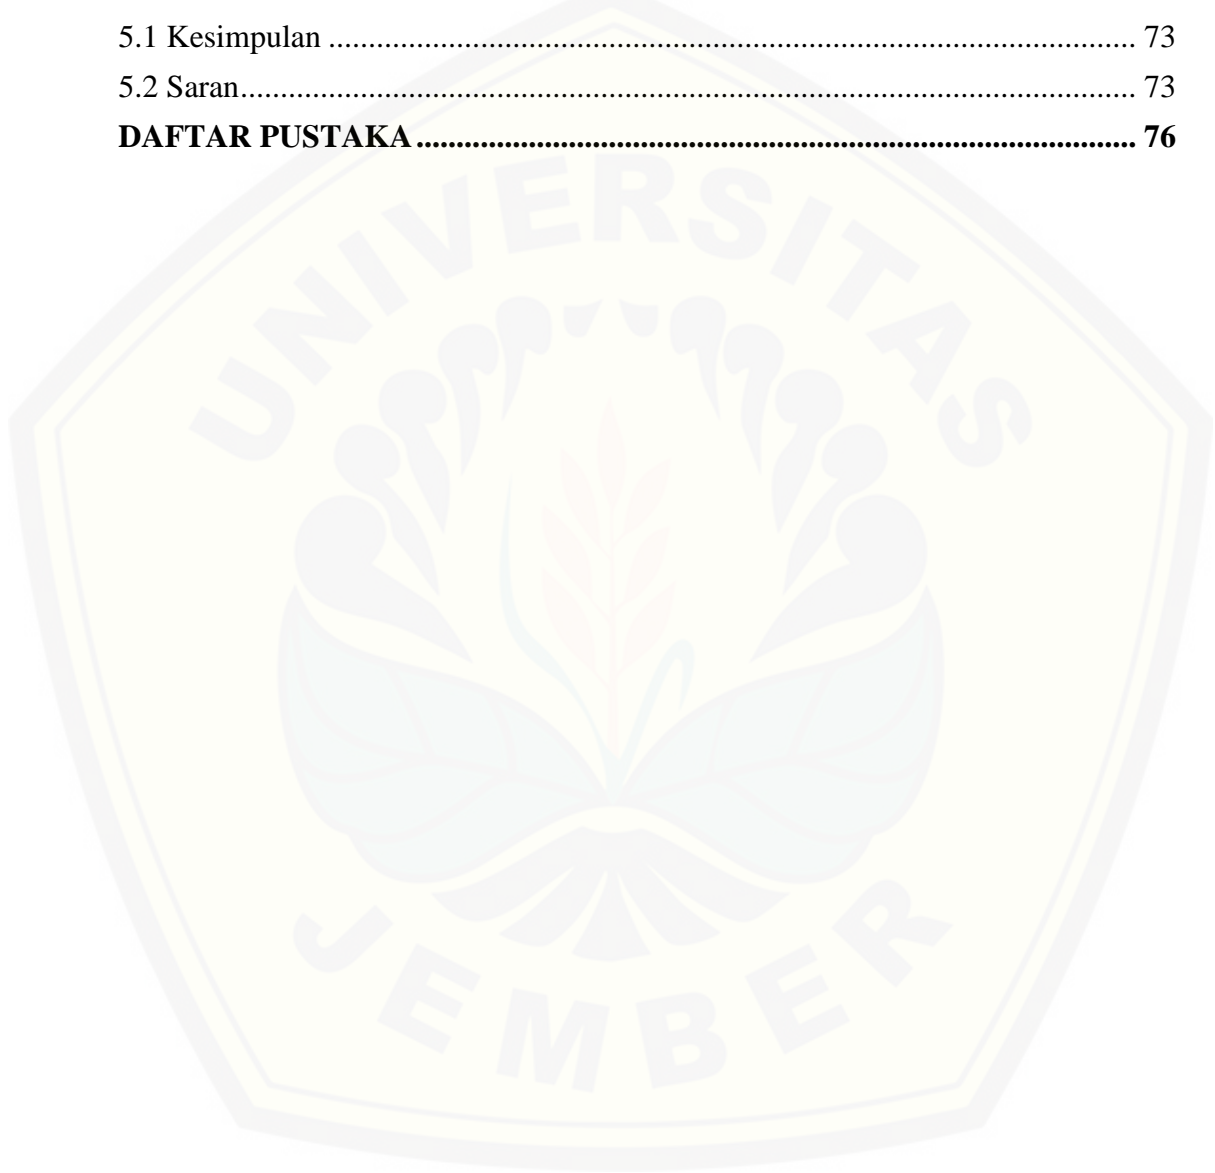 5.1 Kesimpulan ..................................................................................................... 73
5.2 Saran................................................................................................................ 73
DAFTAR PUSTAKA .......................................................................................... 76
UNIVERSITAS
JEMBER